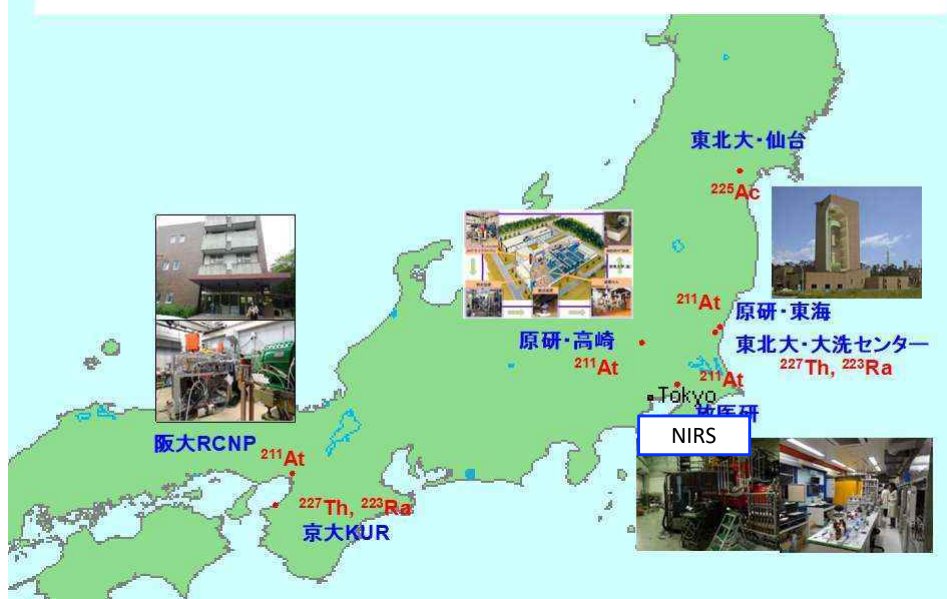 東北大・仙台
²²⁵Ac
²¹¹At
原研・東海
原研・高崎
²¹¹At
東北大・大洗センター
²²⁷Th, ²²³Ra
²¹¹At
Tokyo
放医研
NIRS
阪大RCNP
²¹¹At
²²⁷Th, ²²³Ra
京大KUR